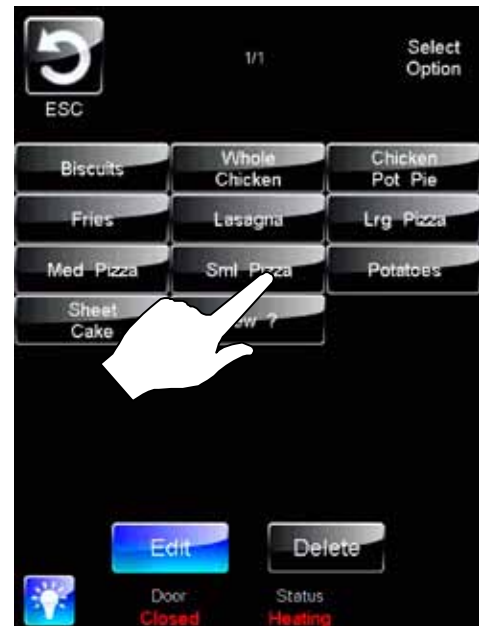 1/1
Select
Option
ESC
Biscuits
Whole
Chicken
Chicken
Pot Pie
Fries
Lasagna
Lrg Pizza
Med Pizza
Sml Pizza
Potatoes
Sheet
Cake
?
Edit
Delete
Door
Status
Closed
Heating